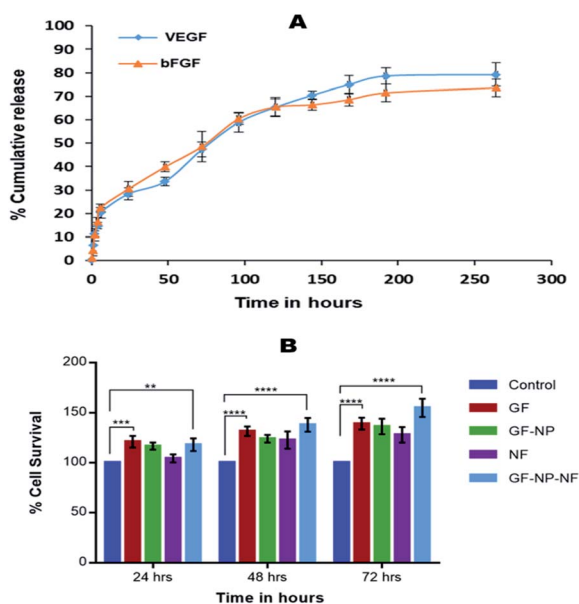 A
VEGF
bFGF
% Cumulative release
100
90
80
70
60
50
40
30
20
10
0
0 50 100 150 200 250 300
Time in hours
B
% Cell Survival
200
150
100
50
0
*** ** **** **** **** ****
24 hrs 48 hrs 72 hrs
Time in hours
Control
GF
GF-NP
NF
GF-NP-NF